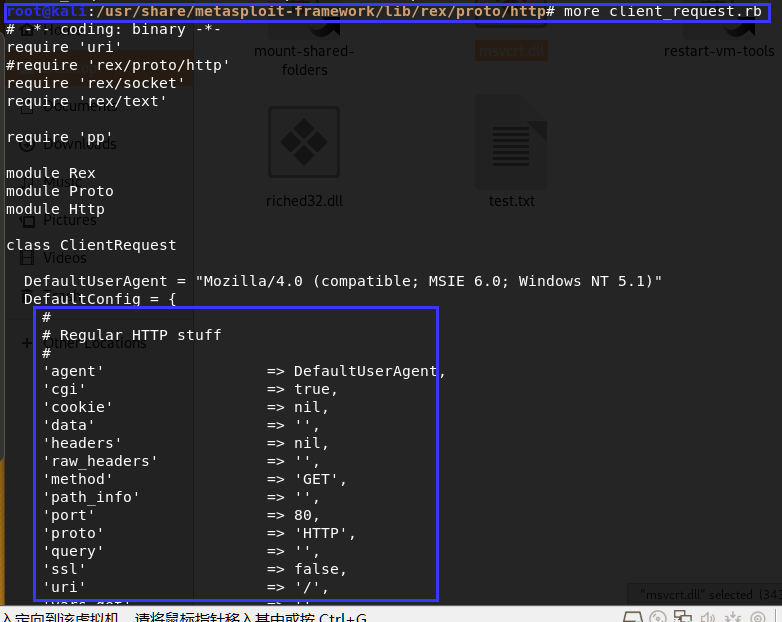 root@kali:/usr/share/metasploit-framework/lib/rex/proto/http# more client_request.rb
# -*- coding: binary -*-
require 'uri'
#require 'rex/proto/http'
require 'rex/socket'
require 'rex/text'

require 'pp'

module Rex
module Proto
module Http

class ClientRequest

  DefaultUserAgent = "Mozilla/4.0 (compatible; MSIE 6.0; Windows NT 5.1)"
  DefaultConfig = {
    #
    # Regular HTTP stuff
    #
    'agent'                  => DefaultUserAgent,
    'cgi'                    => true,
    'cookie'                 => nil,
    'data'                   => '',
    'headers'                => nil,
    'raw_headers'            => '',
    'method'                 => 'GET',
    'path_info'              => '',
    'port'                   => 80,
    'proto'                  => 'HTTP',
    'query'                  => '',
    'ssl'                    => false,
    'uri'                    => '/',
mount-shared-
folders
msvcrt.dll
restart-vm-tools
riched32.dll
test.txt
Documents
Downloads
Music
Pictures
Videos
+ Other Locations
"msvcrt.dll" selected (343
入定向到该虚拟机，请将鼠标指针移入其中或按 Ctrl+G